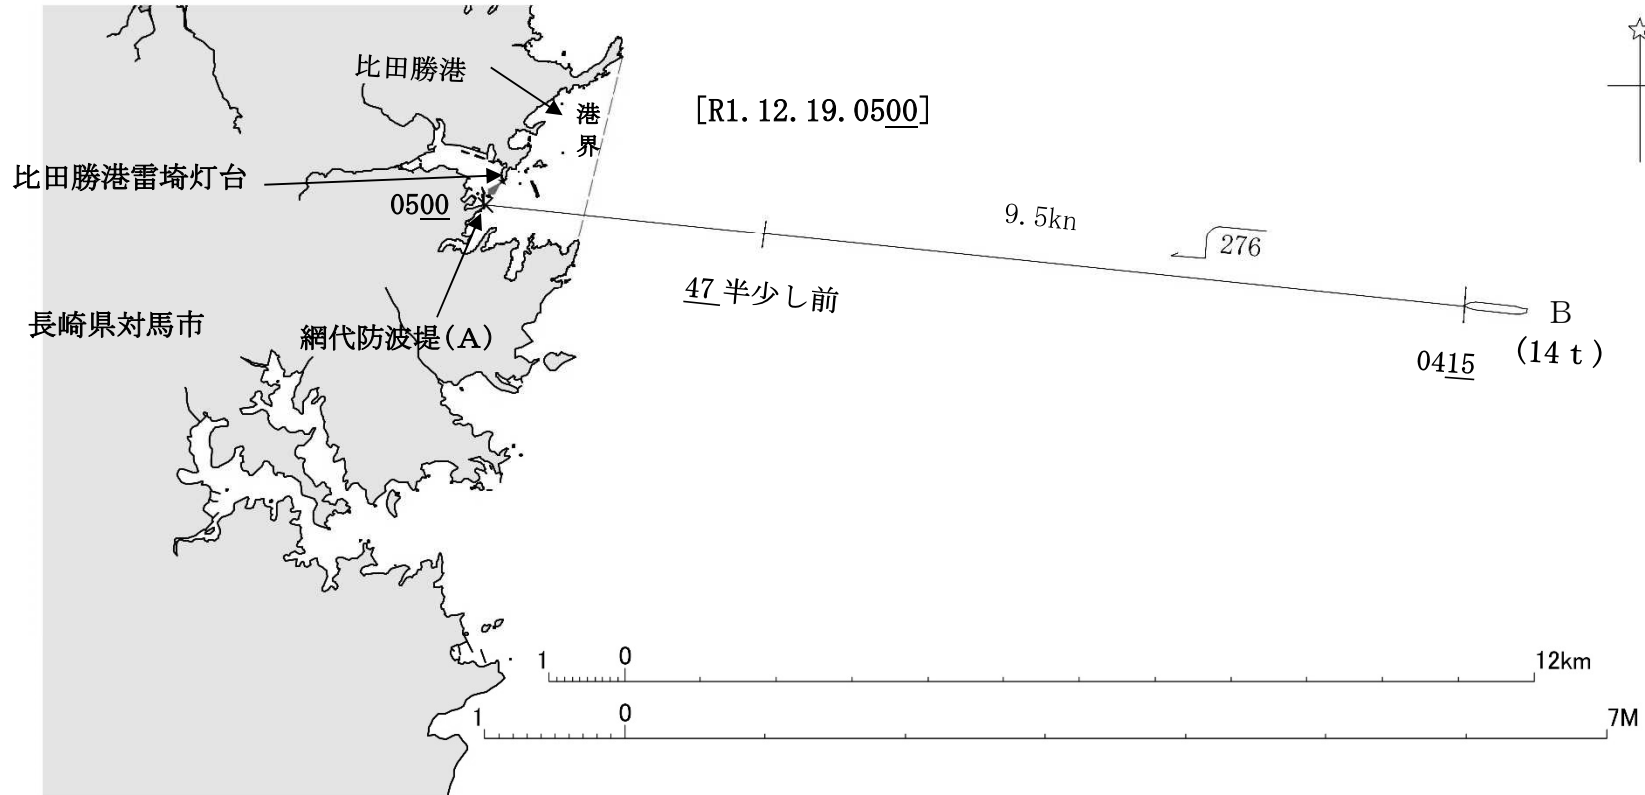 比田勝港
港界
[R1.12.19.0500]
比田勝港雷埼灯台
0500
9.5kn
276
47半少し前
B
(14t)
長崎県対馬市
網代防波堤(A)
0415
1 0 12km
1 0 7M